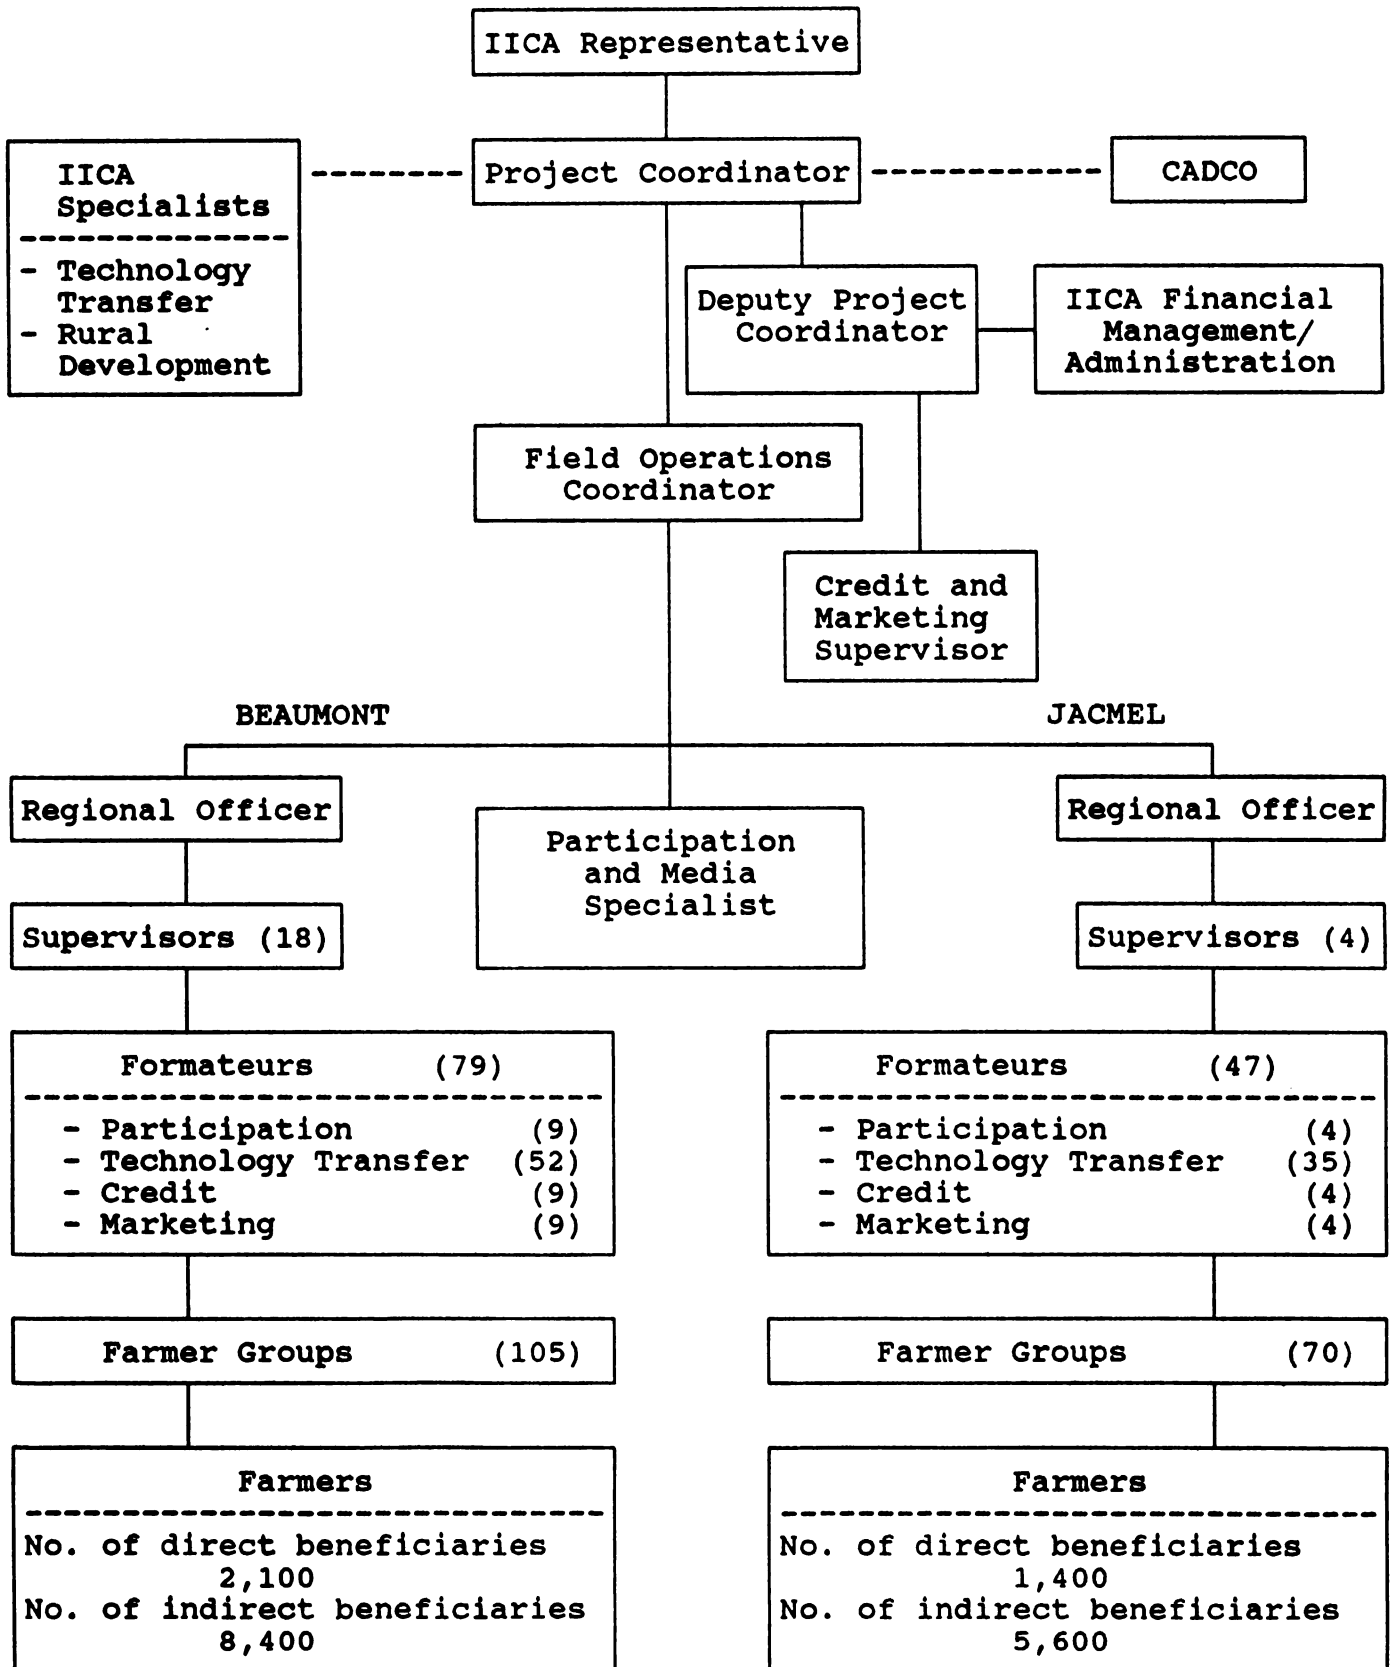 IICA Representative
IICA
Specialists
- Technology
Transfer
- Rural
Development
Project Coordinator
CADCO
Deputy Project
Coordinator
IICA Financial
Management/
Administration
Field Operations
Coordinator
Credit and
Marketing
Supervisor
BEAUMONT
JACMEL
Regional Officer
Participation
and Media
Specialist
Regional Officer
Supervisors (18)
Supervisors (4)
Formateurs (79)
- Participation (9)
- Technology Transfer (52)
- Credit (9)
- Marketing (9)
Formateurs (47)
- Participation (4)
- Technology Transfer (35)
- Credit (4)
- Marketing (4)
Farmer Groups (105)
Farmer Groups (70)
Farmers
No. of direct beneficiaries
2,100
No. of indirect beneficiaries
8,400
Farmers
No. of direct beneficiaries
1,400
No. of indirect beneficiaries
5,600